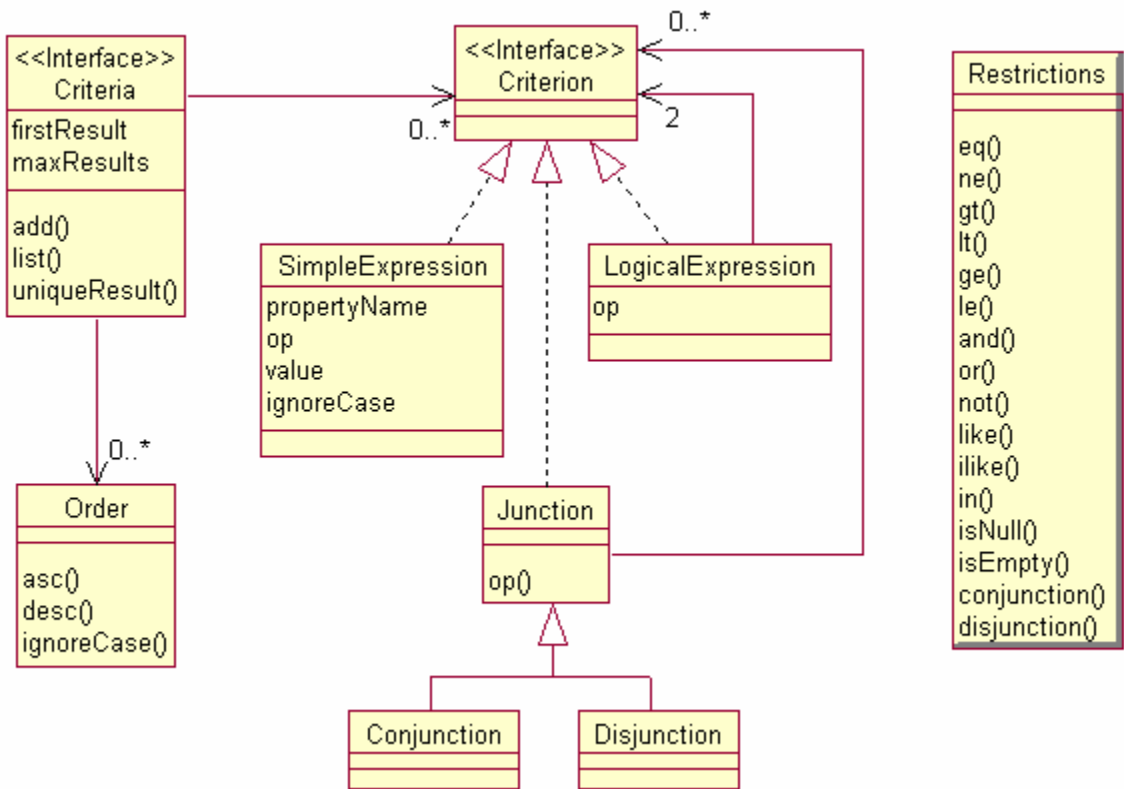 <<Interface>>
Criteria
firstResult
maxResults
add()
list()
uniqueResult()
0..*
<<Interface>>
Criterion
0..*
2
SimpleExpression
propertyName
op
value
ignoreCase
LogicalExpression
op
0..*
Order
asc()
desc()
ignoreCase()
Junction
op()
Conjunction
Disjunction
Restrictions
eq()
ne()
gt()
lt()
ge()
le()
and()
or()
not()
like()
ilike()
in()
isNull()
isEmpty()
conjunction()
disjunction()